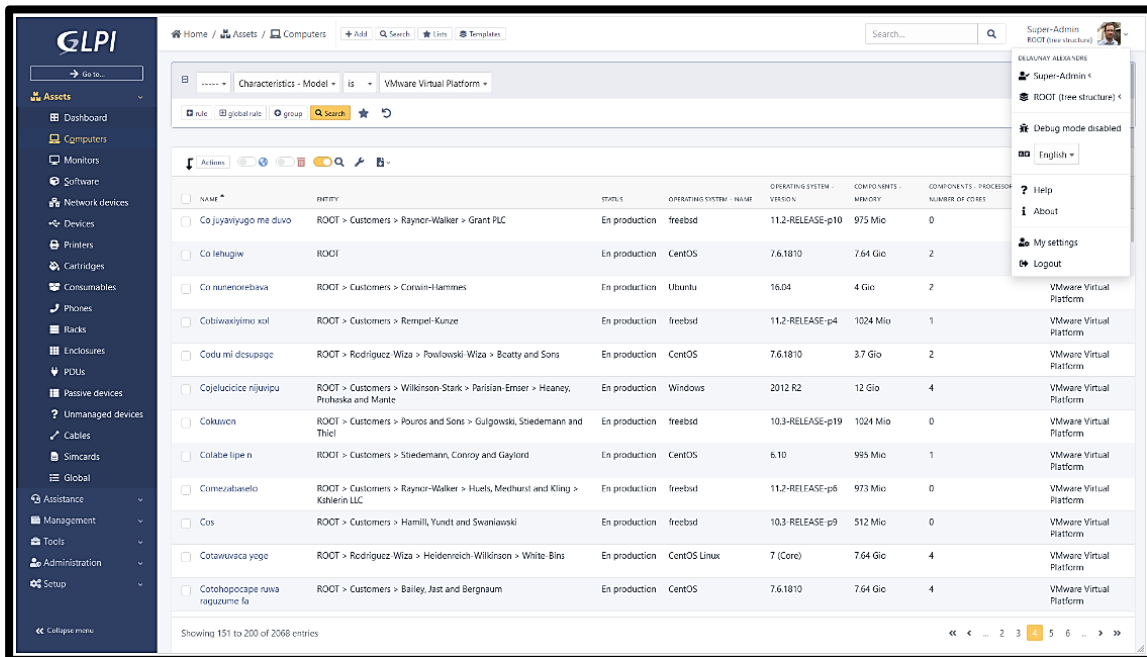 GLPI
Go to...
Assets
Dashboard
Computers
Monitors
Software
Network devices
Devices
Printers
Cartridges
Consumables
Phones
Racks
Enclosures
PDUs
Passive devices
Unmanaged devices
Cables
Simcards
Global
Assistance
Management
Tools
Administration
Setup
Collapse menu
Home / Assets / Computers + Add Search Lists Templates
Search...
Super-Admin
ROOT (tree structure)
DELAUNAY ALEXANDRE
Super-Admin
ROOT (tree structure)
Debug mode disabled
English
Help
About
My settings
Logout
----- Characteristics - Model is VMware Virtual Platform
rule global rule group Search
Actions
NAME ENTITY STATUS OPERATING SYSTEM - NAME OPERATING SYSTEM - VERSION COMPONENTS - MEMORY COMPONENTS - PROCESSOR NUMBER OF CORES
Co juyaviyugo me duvo ROOT > Customers > Raynor-Walker > Grant PLC En production freebsd 11.2-RELEASE-p10 975 Mio 0
Co lehugiw ROOT En production CentOS 7.6.1810 7.64 Gio 2
Co nunenorebava ROOT > Customers > Corwin-Hammes En production Ubuntu 16.04 4 Gio 2 VMware Virtual Platform
Cobiwaxiyimo xol ROOT > Customers > Rempel-Kunze En production freebsd 11.2-RELEASE-p4 1024 Mio 1 VMware Virtual Platform
Codu mi desupage ROOT > Rodriguez-Wiza > Powlowski-Wiza > Beatty and Sons En production CentOS 7.6.1810 3.7 Gio 2 VMware Virtual Platform
Cojelucicice nijuvipu ROOT > Customers > Wilkinson-Stark > Parisian-Emser > Heaney, Prohaska and Mante En production Windows 2012 R2 12 Gio 4 VMware Virtual Platform
Cokuwon ROOT > Customers > Pouros and Sons > Gulgowski, Stiedemann and Thiel En production freebsd 10.3-RELEASE-p19 1024 Mio 0 VMware Virtual Platform
Colabe lipe n ROOT > Customers > Stiedemann, Conroy and Gaylord En production CentOS 6.10 995 Mio 1 VMware Virtual Platform
Comezabaselo ROOT > Customers > Raynor-Walker > Huels, Medhurst and Kling > Kshlerin LLC En production freebsd 11.2-RELEASE-p6 973 Mio 0 VMware Virtual Platform
Cos ROOT > Customers > Hamill, Yundt and Swaniawski En production freebsd 10.3-RELEASE-p9 512 Mio 0 VMware Virtual Platform
Cotawuvaca yege ROOT > Rodriguez-Wiza > Heidenreich-Wilkinson > White-Bins En production CentOS Linux 7 (Core) 7.64 Gio 4 VMware Virtual Platform
Cotohopocape ruwa raguzume fa ROOT > Customers > Bailey, Jast and Bergnaum En production CentOS 7.6.1810 7.64 Gio 4 VMware Virtual Platform
Showing 151 to 200 of 2068 entries
« < ... 2 3 4 5 6 ... > »